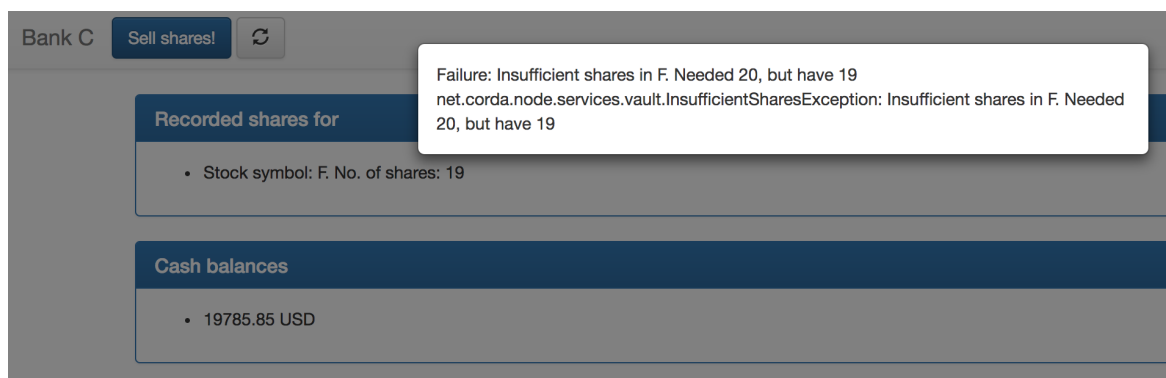 Bank C Sell shares!
Failure: Insufficient shares in F. Needed 20, but have 19
net.corda.node.services.vault.InsufficientSharesException: Insufficient shares in F. Needed
20, but have 19
Recorded shares for
Stock symbol: F. No. of shares: 19
Cash balances
19785.85 USD